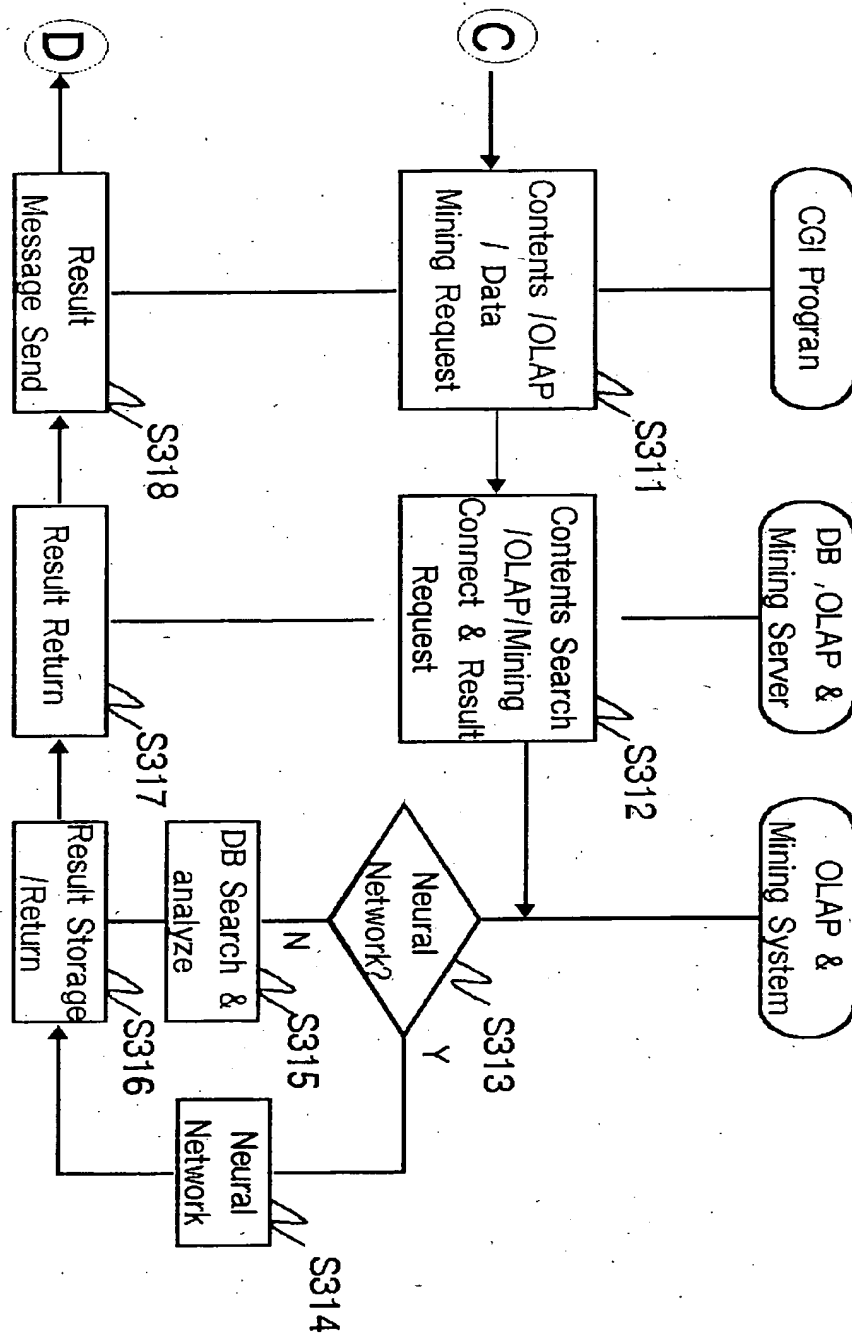 CGI Progran
DB ,OLAP &
Mining Server
OLAP &
Mining System
C
Contents /OLAP
/ Data
Mining Request
S311
Contents Search
/OLAP/Mining
Connect & Result
Request
S312
Neural
Network?
S313
N
Y
DB Search &
analyze
S315
Neural
Network
S314
D
Result
Message Send
S318
Result Return
S317
Result Storage
/Return
S316